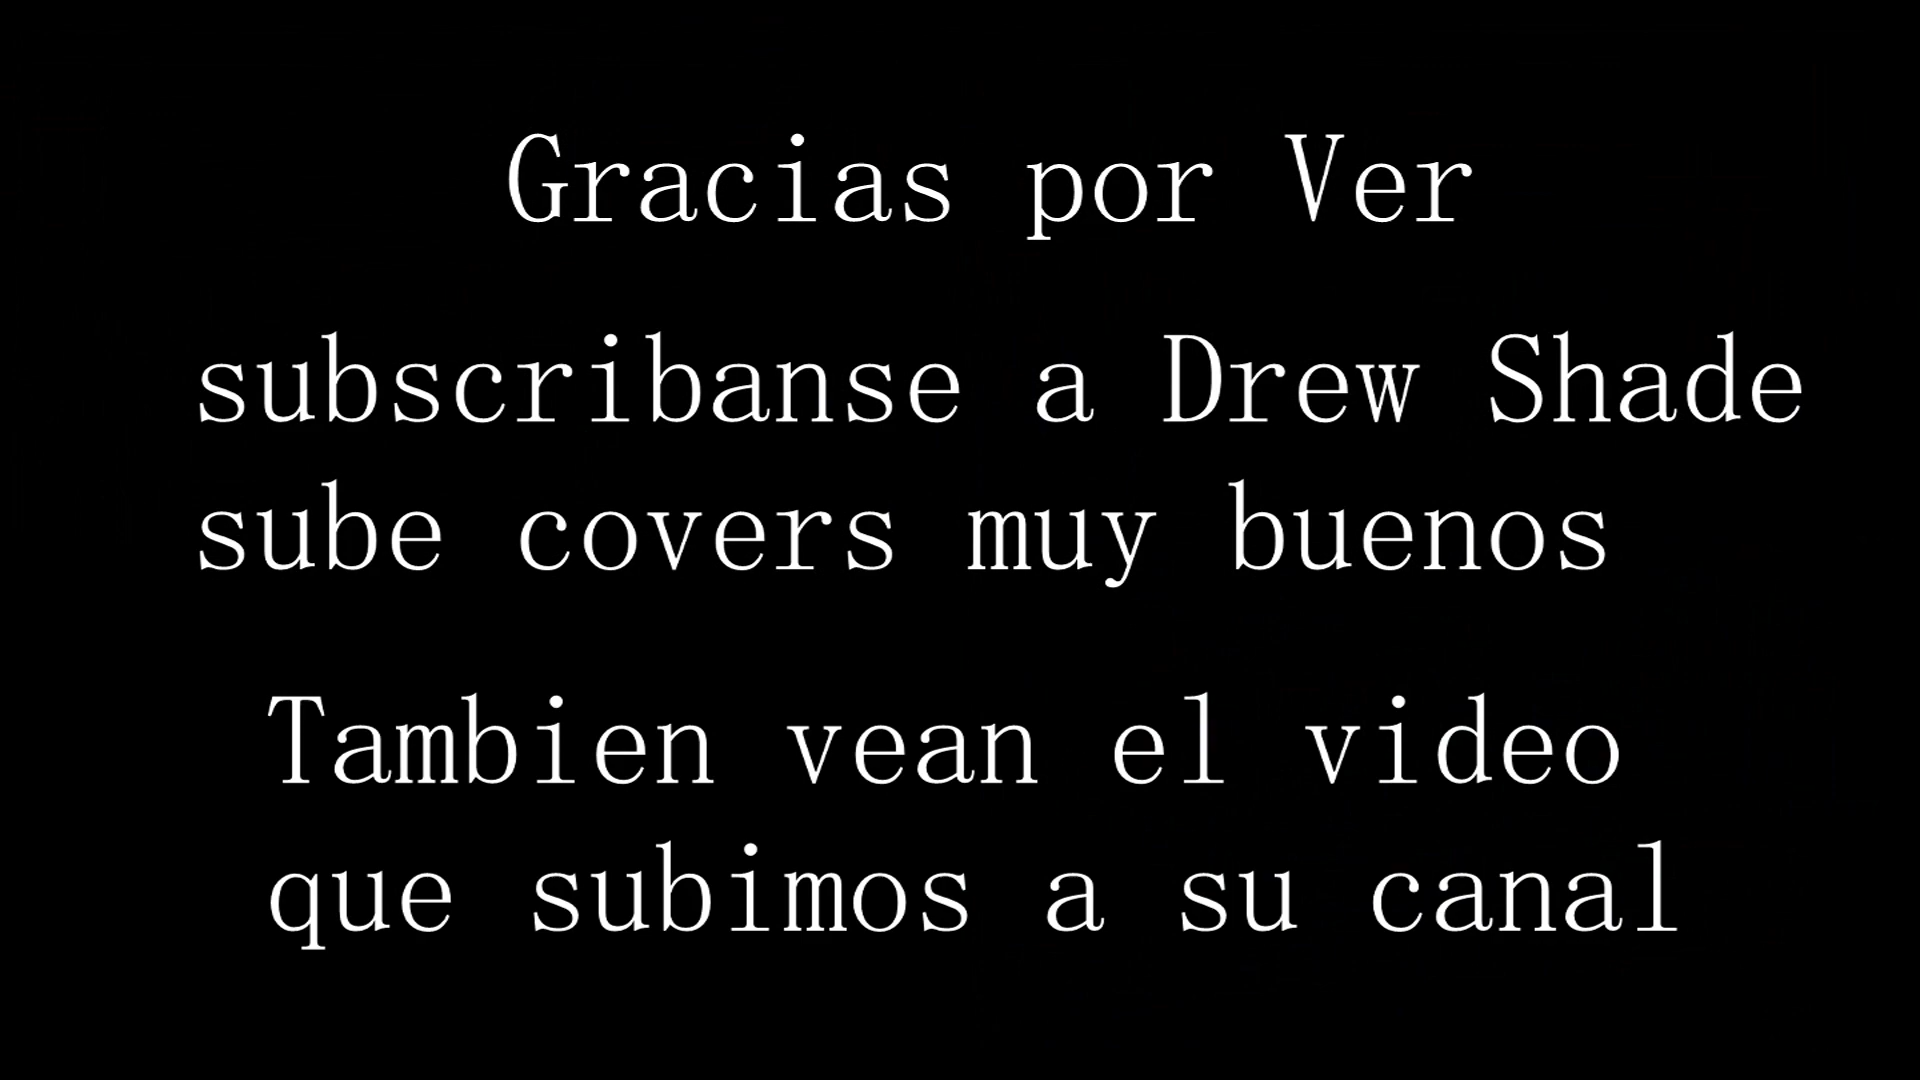 Gracias por Ver
subscribanse a Drew Shade
sube covers muy buenos
Tambien vean el video
que subimos a su canal